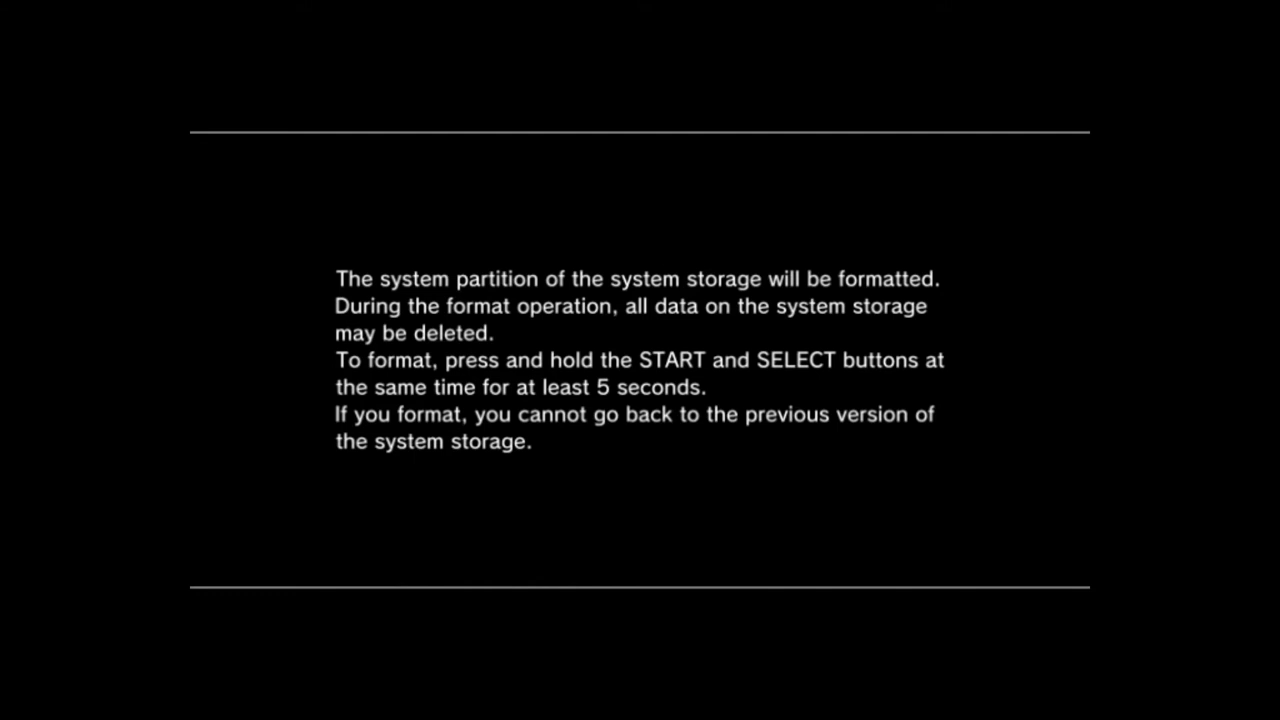 The system partition of the system storage will be formatted.
During the format operation, all data on the system storage
may be deleted.
To format, press and hold the START and SELECT buttons at
the same time for at least 5 seconds.
If you format, you cannot go back to the previous version of
the system storage.